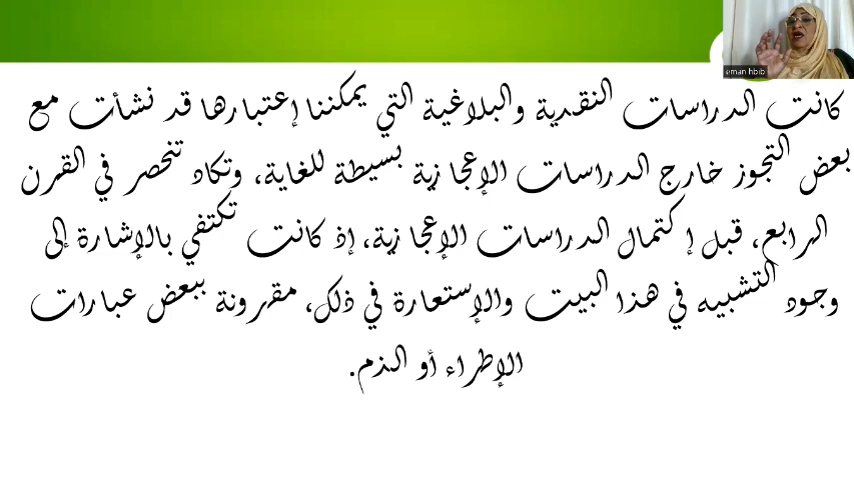 eman hbib
كانت الدراسات النقدية والبلاغية التي يمكننا إعتبارها قد نشأت مع
بعض التجوز خارج الدراسات الإعجازية بسيطة للغاية، وتكاد تنحصر في القرن
الرابع، قبل إكتمال الدراسات الإعجازية، إذ كانت تكتفي بالإشارة إلى
وجود التشبيه في هذا البيت والإستعارة في ذلك، مقرونة ببعض عبارات
الإطراء أو الذم.